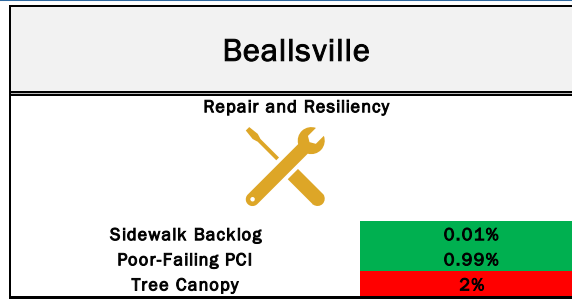 Beallsville
Repair and Resiliency
Sidewalk Backlog 0.01%
Poor-Failing PCI 0.99%
Tree Canopy 2%